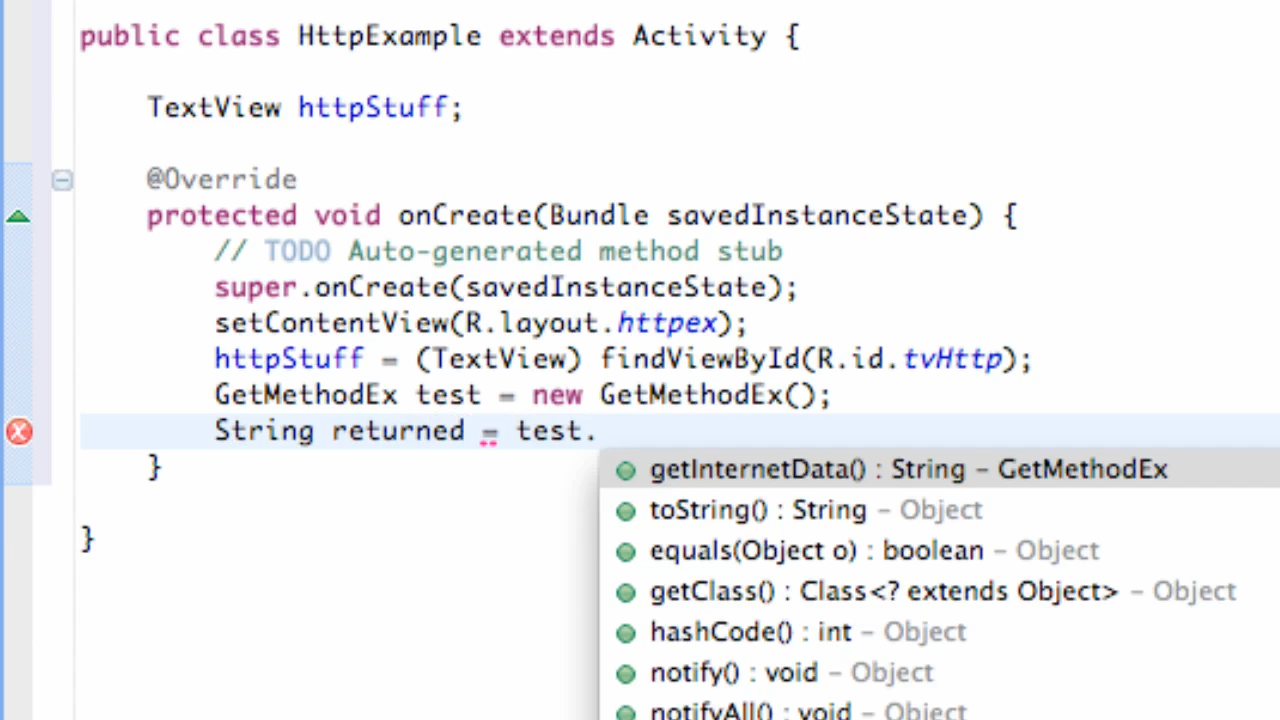 public class HttpExample extends Activity {
TextView httpStuff;
@Override
protected void onCreate(Bundle savedInstanceState) {
// TODO Auto-generated method stub
super.onCreate(savedInstanceState);
setContentView(R.layout.httpex);
httpStuff = (TextView) findViewById(R.id.tvHttp);
GetMethodEx test = new GetMethodEx();
String returned = test.
}
}
getInternetData() : String – GetMethodEx
toString() : String – Object
equals(Object o) : boolean – Object
getClass() : Class<? extends Object> – Object
hashCode() : int – Object
notify() : void – Object
notifyAll() : void – Object